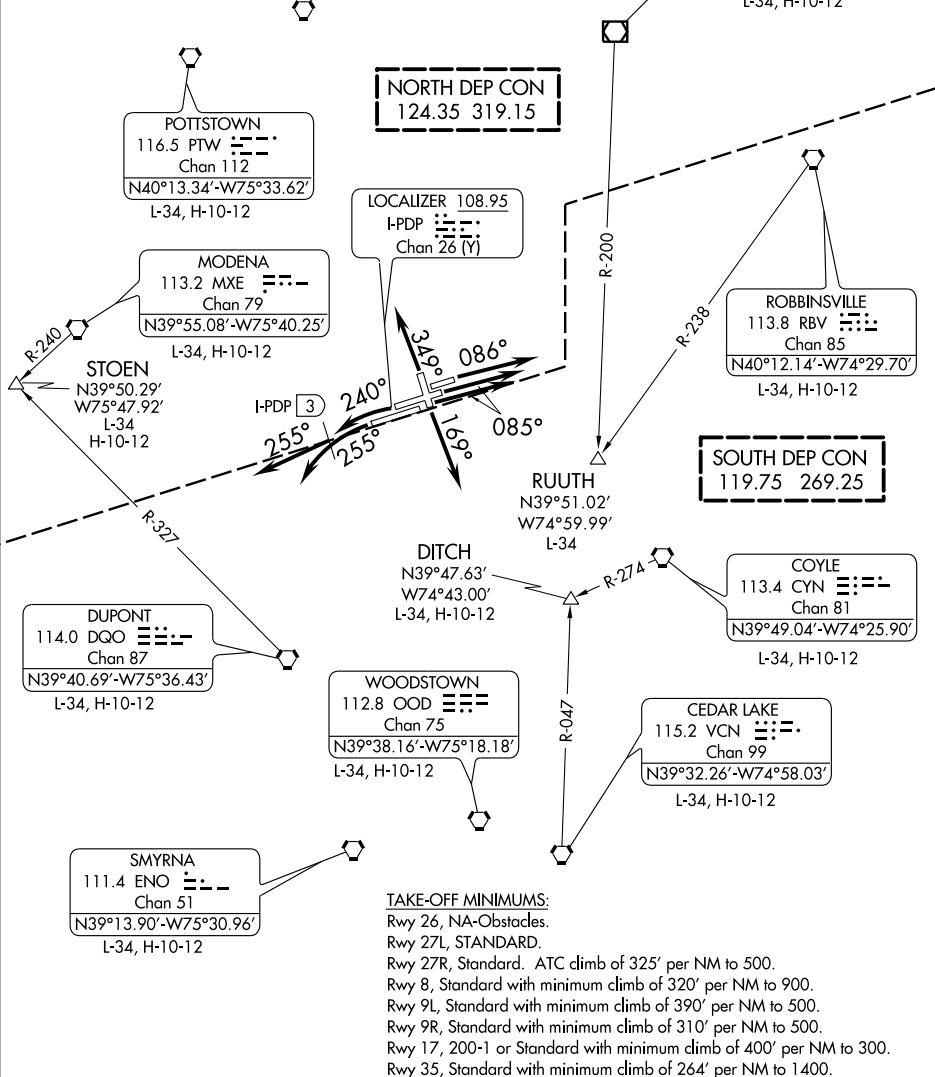 L-34, H-10-12
NORTH DEP CON
124.35 319.15
POTTSTOWN
116.5 PTW
Chan 112
N40°13.34′-W75°33.62′
L-34, H-10-12
LOCALIZER 108.95
I-PDP
Chan 26 (Y)
R-200
R-238
MODENA
113.2 MXE
Chan 79
N39°55.08′-W75°40.25′
L-34, H-10-12
R-240
ROBBINSVILLE
113.8 RBV
Chan 85
N40°12.14′-W74°29.70′
L-34, H-10-12
STOEN
N39°50.29′
W75°47.92′
L-34
H-10-12
349°
086°
240°
I-PDP 3
255°
255°
169°
085°
SOUTH DEP CON
119.75 269.25
RUUTH
N39°51.02′
W74°59.99′
L-34
R-327
DITCH
N39°47.63′
W74°43.00′
L-34, H-10-12
R-274
COYLE
113.4 CYN
Chan 81
N39°49.04′-W74°25.90′
L-34, H-10-12
DUPONT
114.0 DQO
Chan 87
N39°40.69′-W75°36.43′
L-34, H-10-12
WOODSTOWN
112.8 OOD
Chan 75
N39°38.16′-W75°18.18′
L-34, H-10-12
R-047
CEDAR LAKE
115.2 VCN
Chan 99
N39°32.26′-W74°58.03′
L-34, H-10-12
SMYRNA
111.4 ENO
Chan 51
N39°13.90′-W75°30.96′
L-34, H-10-12
TAKE-OFF MINIMUMS:
Rwy 26, NA-Obstacles.
Rwy 27L, STANDARD.
Rwy 27R, Standard. ATC climb of 325′ per NM to 500.
Rwy 8, Standard with minimum climb of 320′ per NM to 900.
Rwy 9L, Standard with minimum climb of 390′ per NM to 500.
Rwy 9R, Standard with minimum climb of 310′ per NM to 500.
Rwy 17, 200-1 or Standard with minimum climb of 400′ per NM to 300.
Rwy 35, Standard with minimum climb of 264′ per NM to 1400.